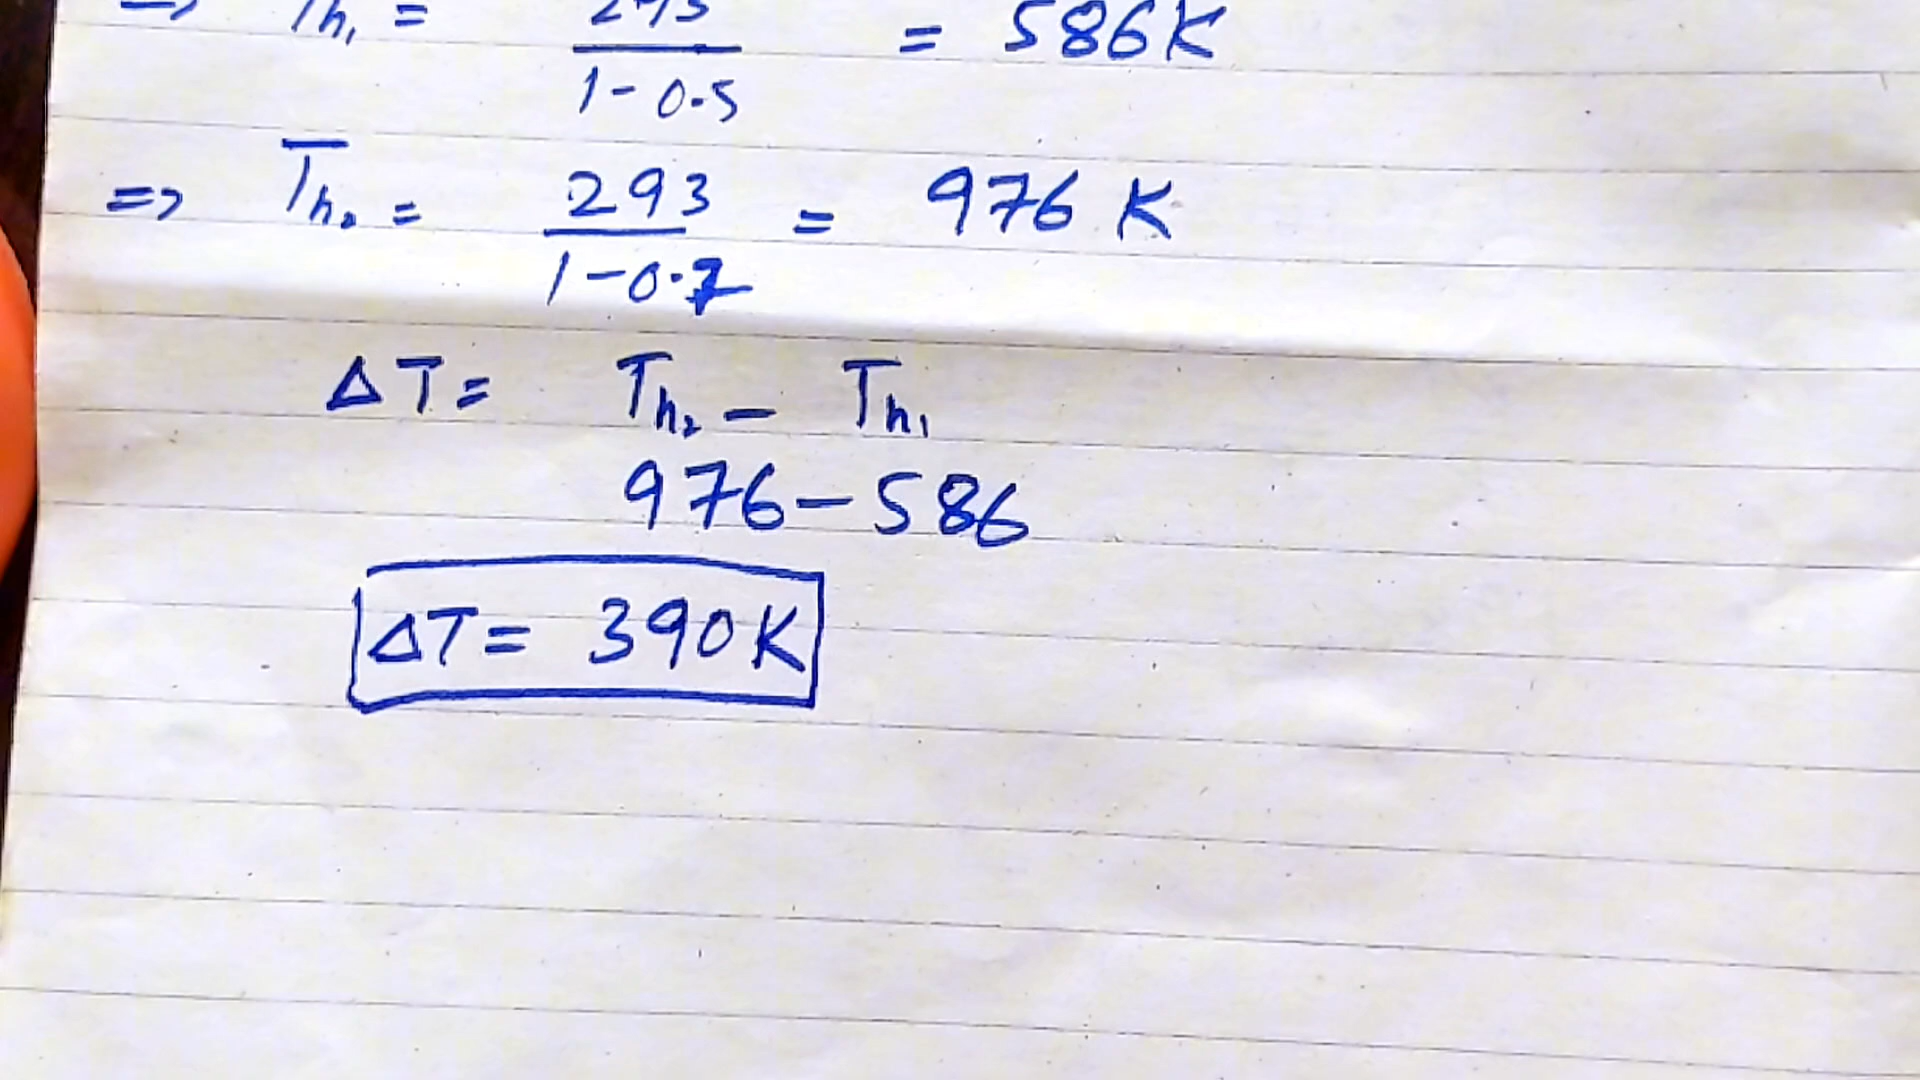 => Th₁ = 293 / 1-0.5 = 586K
=> Th₂ = 293 / 1-0.7 = 976 K
ΔT = Th₂ - Th₁
976-586
ΔT = 390K